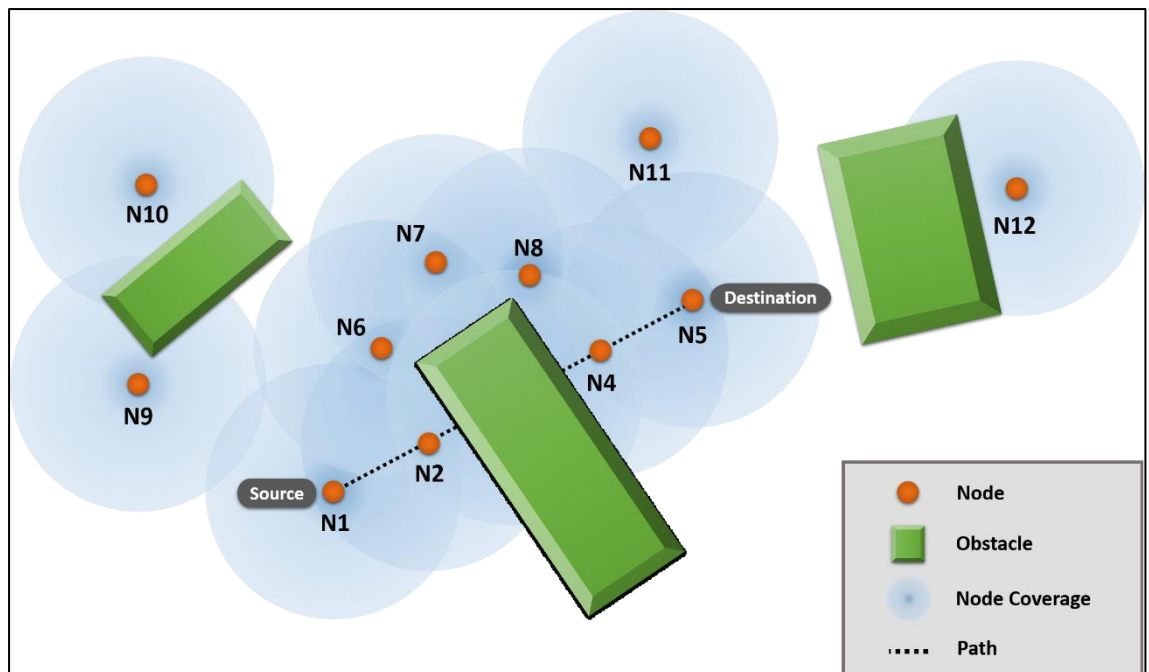 N11
N10
N12
N7
N8
Destination
N5
N6
N4
N9
N2
Source
N1
Node
Obstacle
Node Coverage
Path